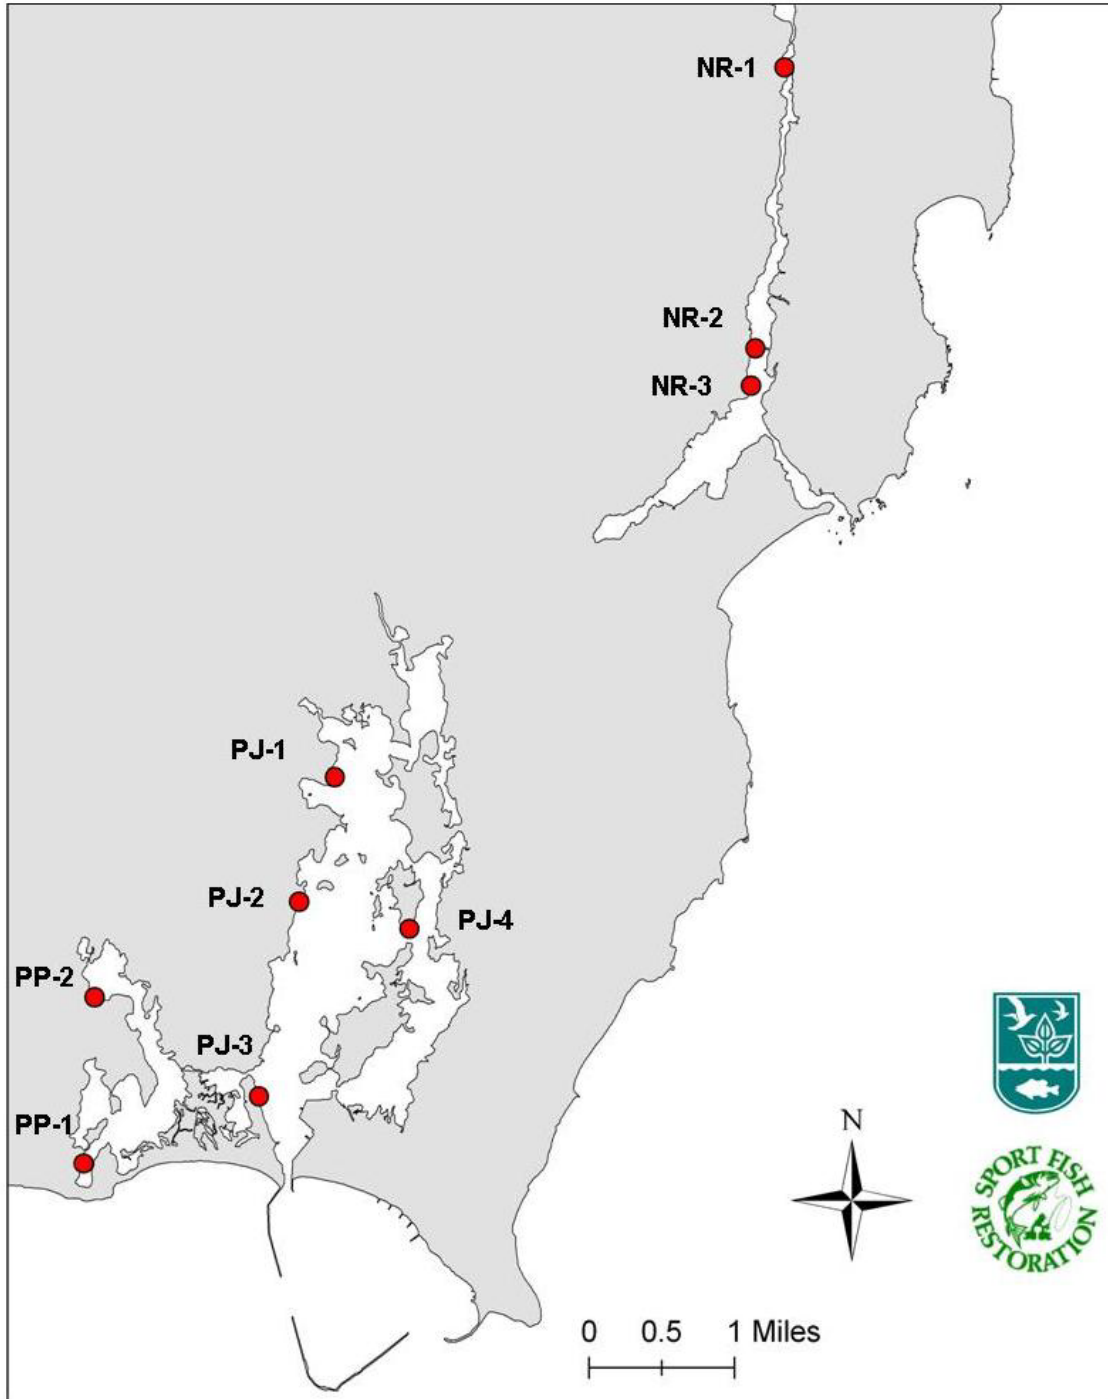 NR-1
NR-2
NR-3
PJ-1
PJ-2
PJ-4
PP-2
PJ-3
PP-1
N
SPORT FISH
RESTORATION
0 0.5 1 Miles